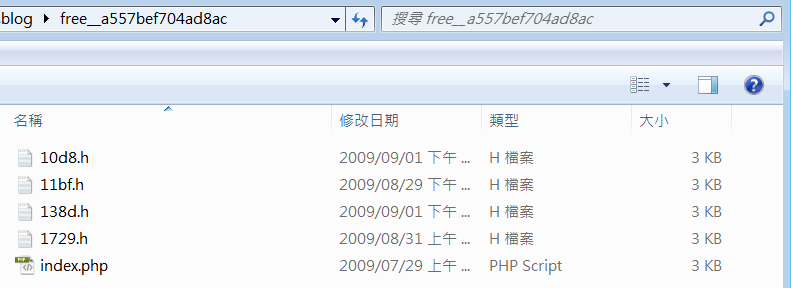 blog ▸ free__a557bef704ad8ac 搜尋 free__a557bef704ad8ac
名稱 修改日期 類型 大小
10d8.h 2009/09/01 下午 ... H 檔案 3 KB
11bf.h 2009/08/29 下午 ... H 檔案 3 KB
138d.h 2009/09/01 下午 ... H 檔案 3 KB
1729.h 2009/08/31 上午 ... H 檔案 3 KB
index.php 2009/07/29 上午 ... PHP Script 3 KB